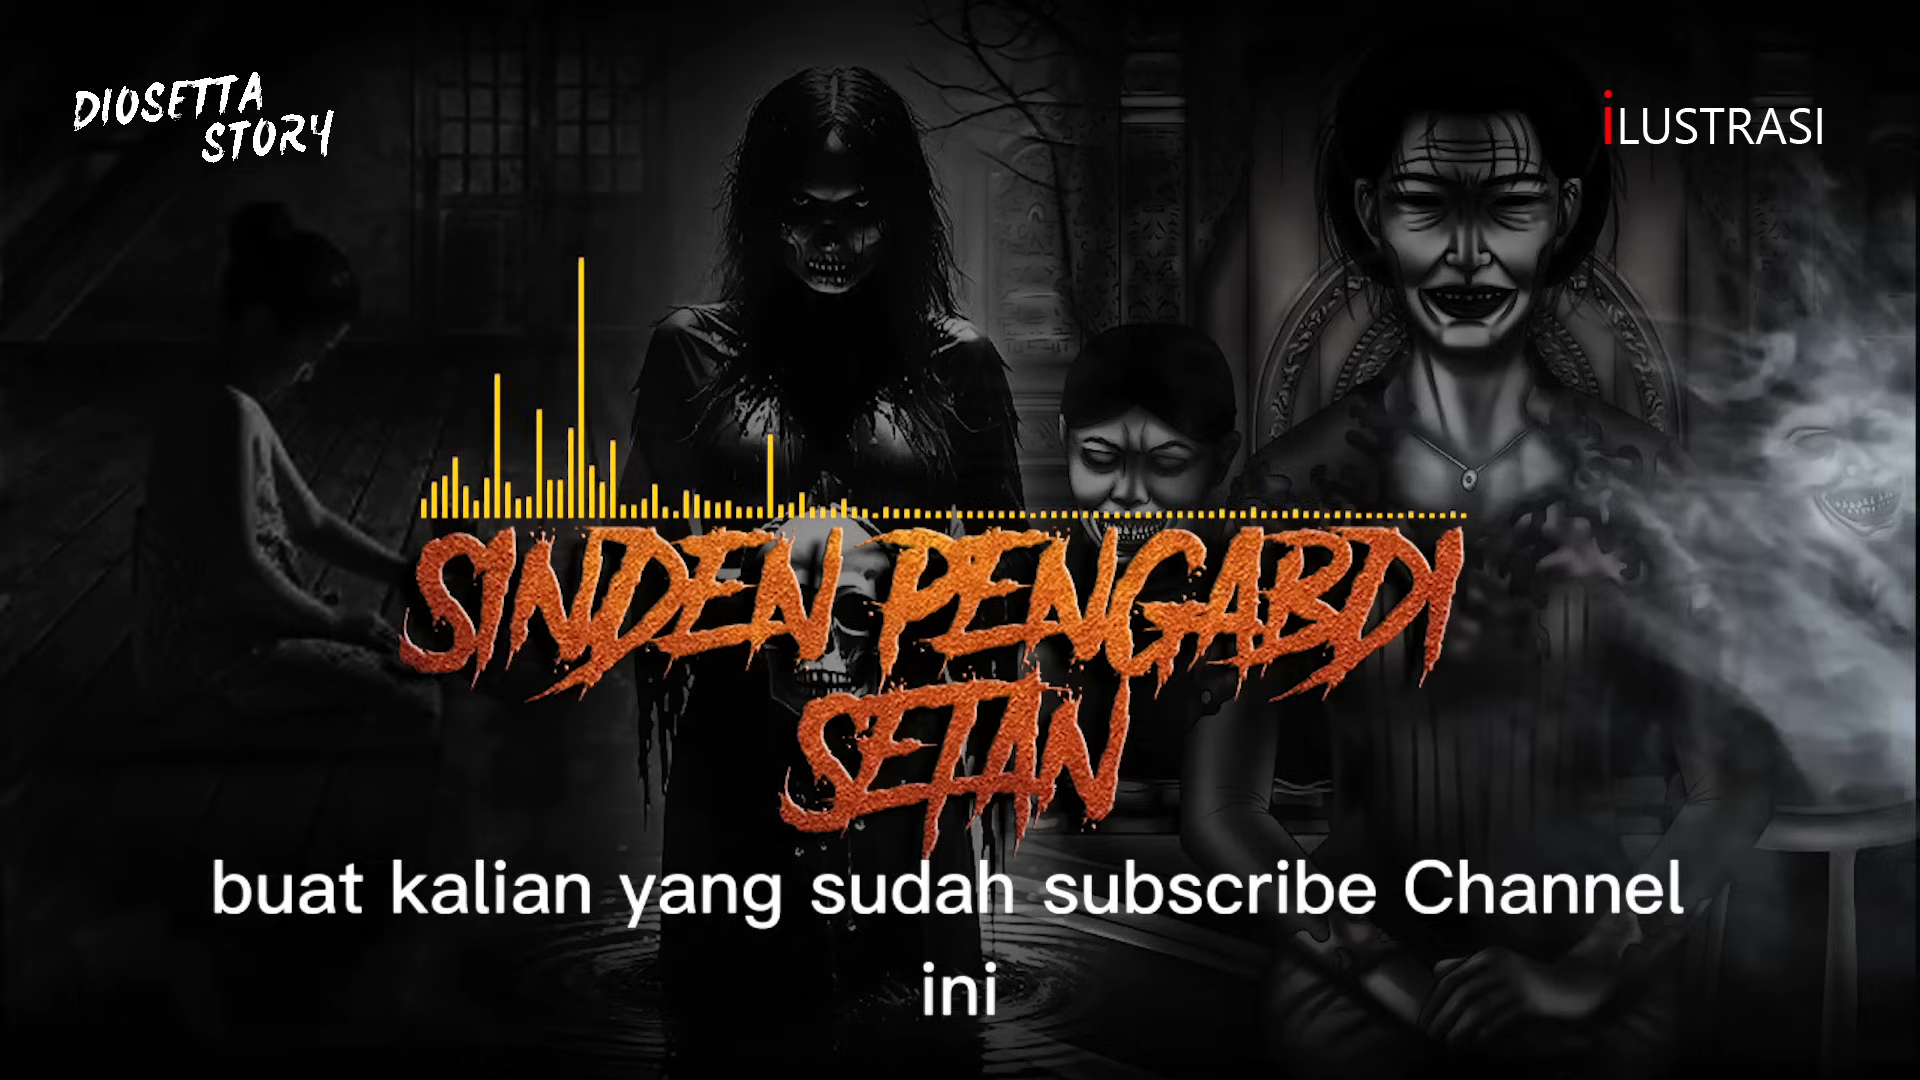 DIOSETTA
STORY
iLUSTRASI
SINDEN PENGABDI
SETAN
buat kalian yang sudah subscribe Channel
ini